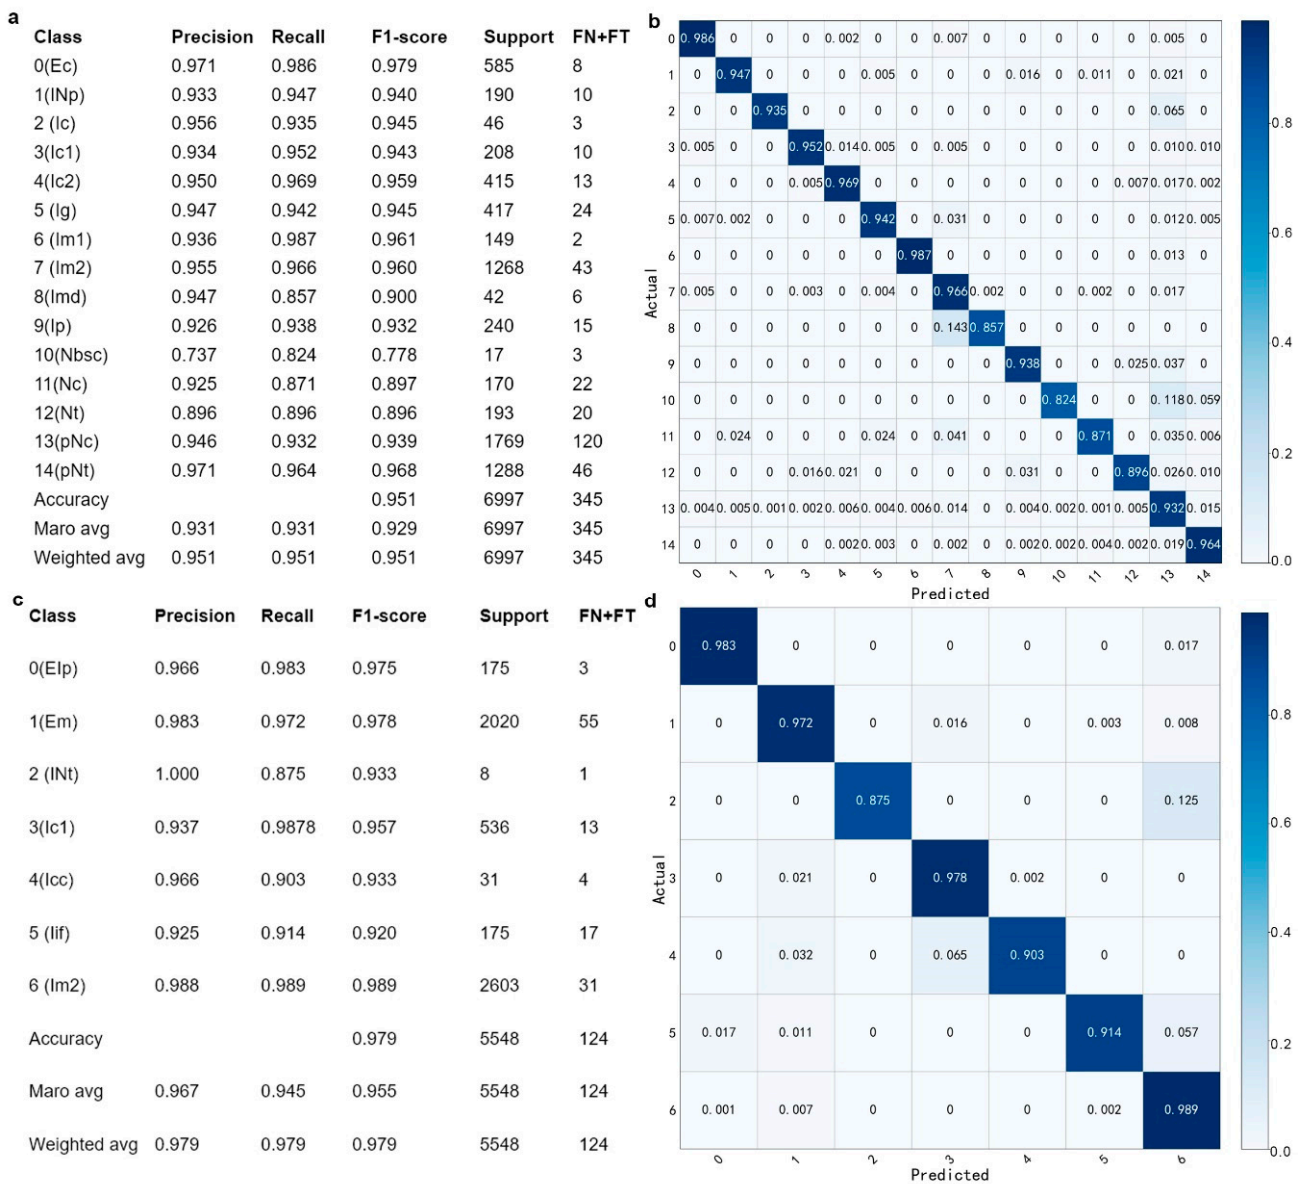 a
Class Precision Recall F1-score Support FN+FT
0(Ec) 0.971 0.986 0.979 585 8
1(INp) 0.933 0.947 0.940 190 10
2 (Ic) 0.956 0.935 0.945 46 3
3(Ic1) 0.934 0.952 0.943 208 10
4(Ic2) 0.950 0.969 0.959 415 13
5 (Ig) 0.947 0.942 0.945 417 24
6 (Im1) 0.936 0.987 0.961 149 2
7 (Im2) 0.955 0.966 0.960 1268 43
8(Imd) 0.947 0.857 0.900 42 6
9(Ip) 0.926 0.938 0.932 240 15
10(Nbsc) 0.737 0.824 0.778 17 3
11(Nc) 0.925 0.871 0.897 170 22
12(Nt) 0.896 0.896 0.896 193 20
13(pNc) 0.946 0.932 0.939 1769 120
14(pNt) 0.971 0.964 0.968 1288 46
Accuracy 0.951 6997 345
Maro avg 0.931 0.931 0.929 6997 345
Weighted avg 0.951 0.951 0.951 6997 345
b
0 0.986 0 0 0 0.002 0 0 0.007 0 0 0 0 0 0.005 0
1 0 0.947 0 0 0 0.005 0 0 0 0.016 0 0.011 0 0.021 0
2 0 0 0.935 0 0 0 0 0 0 0 0 0 0 0.065 0
3 0.005 0 0 0.952 0.014 0.005 0 0.005 0 0 0 0 0 0.010 0.010
4 0 0 0 0.005 0.969 0 0 0 0 0 0 0 0.007 0.017 0.002
5 0.007 0.002 0 0 0 0.942 0 0.031 0 0 0 0 0 0.012 0.005
6 0 0 0 0 0 0 0.987 0 0 0 0 0 0 0.013 0
7 0.005 0 0 0.003 0 0.004 0 0.966 0.002 0 0 0.002 0 0.017
8 0 0 0 0 0 0 0 0.143 0.857 0 0 0 0 0 0
9 0 0 0 0 0 0 0 0 0 0.938 0 0 0.025 0.037 0
10 0 0 0 0 0 0 0 0 0 0 0.824 0 0 0.118 0.059
11 0 0.024 0 0 0 0.024 0 0.041 0 0 0 0.871 0 0.035 0.006
12 0 0 0 0.016 0.021 0 0 0 0 0.031 0 0 0.896 0.026 0.010
13 0.004 0.005 0.001 0.002 0.006 0.004 0.006 0.014 0 0.004 0.002 0.001 0.005 0.932 0.015
14 0 0 0 0 0.002 0.003 0 0.002 0 0.002 0.002 0.004 0.002 0.019 0.964
0 1 2 3 4 5 6 7 8 9 10 11 12 13 14
Predicted
Actual
0.8
0.6
0.4
0.2
0.0
c
Class Precision Recall F1-score Support FN+FT
0(EIp) 0.966 0.983 0.975 175 3
1(Em) 0.983 0.972 0.978 2020 55
2 (INt) 1.000 0.875 0.933 8 1
3(Ic1) 0.937 0.9878 0.957 536 13
4(Icc) 0.966 0.903 0.933 31 4
5 (Iif) 0.925 0.914 0.920 175 17
6 (Im2) 0.988 0.989 0.989 2603 31
Accuracy 0.979 5548 124
Maro avg 0.967 0.945 0.955 5548 124
Weighted avg 0.979 0.979 0.979 5548 124
d
0 0.983 0 0 0 0 0 0.017
1 0 0.972 0 0.016 0 0.003 0.008
2 0 0 0.875 0 0 0 0.125
3 0 0.021 0 0.978 0.002 0 0
4 0 0.032 0 0.065 0.903 0 0
5 0.017 0.011 0 0 0 0.914 0.057
6 0.001 0.007 0 0 0 0.002 0.989
0 1 2 3 4 5 6
Predicted
Actual
0.8
0.6
0.4
0.2
0.0